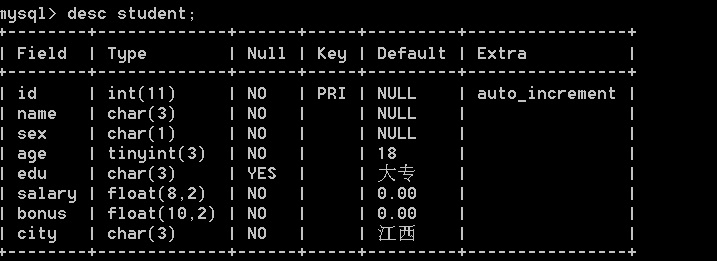 mysql> desc student;
+--------+-------------+------+-----+---------+----------------+
| Field  | Type        | Null | Key | Default | Extra          |
+--------+-------------+------+-----+---------+----------------+
| id     | int(11)     | NO   | PRI | NULL    | auto_increment |
| name   | char(3)     | NO   |     | NULL    |                |
| sex    | char(1)     | NO   |     | NULL    |                |
| age    | tinyint(3)  | NO   |     | 18      |                |
| edu    | char(3)     | YES  |     | 大专    |                |
| salary | float(8,2)  | NO   |     | 0.00    |                |
| bonus  | float(10,2) | NO   |     | 0.00    |                |
| city   | char(3)     | NO   |     | 江西    |                |
+--------+-------------+------+-----+---------+----------------+